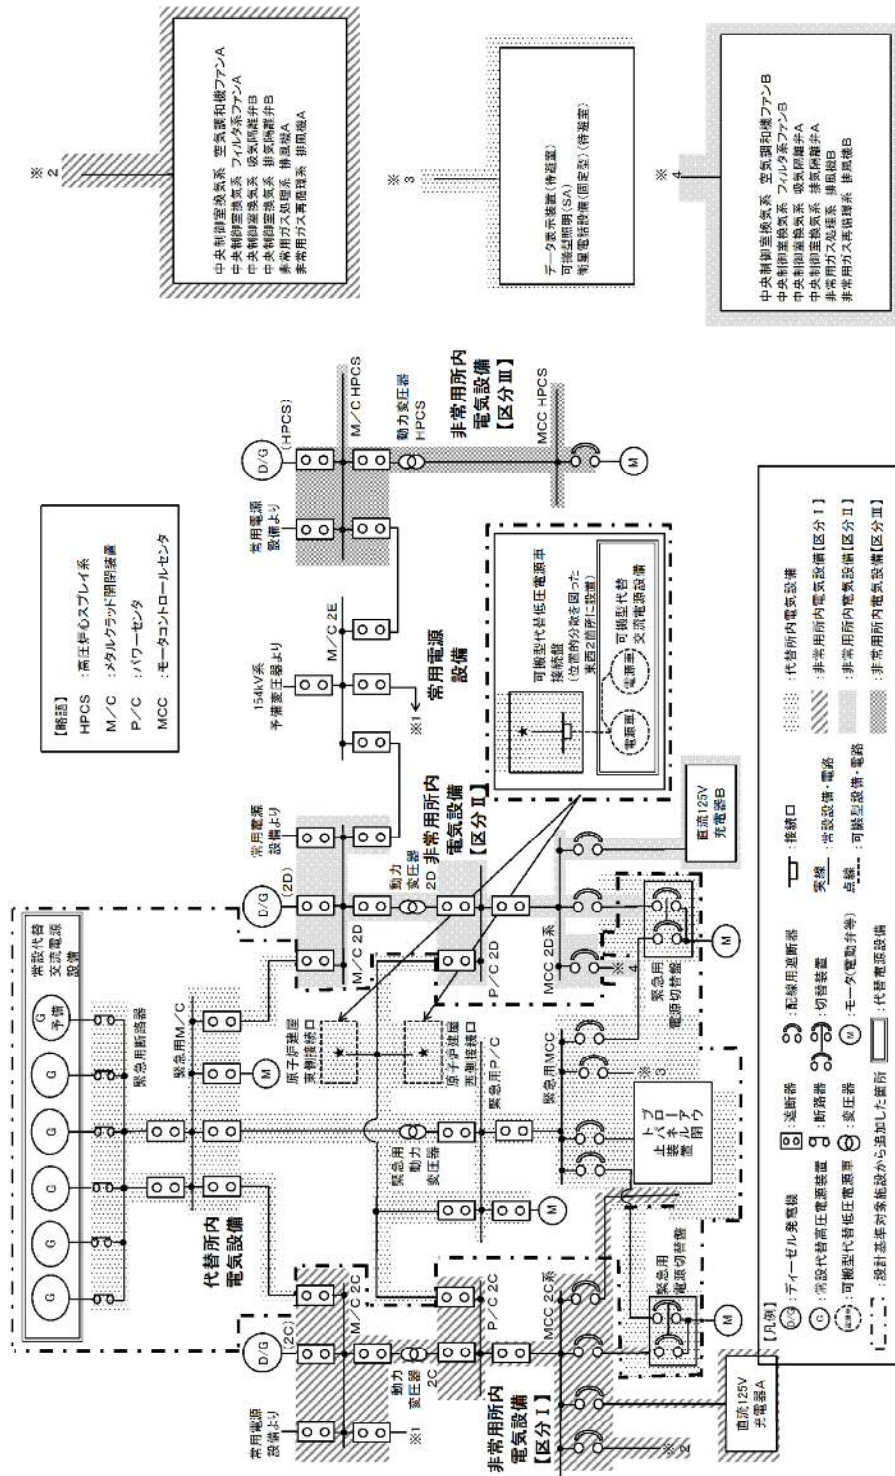 常設代替
交流電源
設備
G
G
G
G
G
G
予備
緊急用断路器
緊急用M/C
代替所内
電気設備
M
緊急用
動力
変圧器
緊急用P/C
M
緊急用MCC
ブローアウ
トパネル閉
止装置
※3
原子炉建屋
東側接続口
★
★
原子炉建屋
西側接続口
常用電源
設備より
D/G
(2C)
M/C 2C
※1
動力
変圧器
2C
P/C 2C
非常用所内
電気設備
【区分Ⅰ】
MCC 2C系
※2
緊急用
電源切替盤
M
直流125V
充電器A
D/G
(2D)
常用電源
設備より
M/C 2D
動力
変圧器
2D
非常用所内
電気設備
【区分Ⅱ】
P/C 2D
MCC 2D系
※4
緊急用
電源切替盤
M
直流125V
充電器B
154kV系
予備変圧器より
M/C 2E
※1
常用電源
設備
常用電源
設備より
D/G
(HPCS)
M/C HPCS
動力変圧器
HPCS
非常用所内
電気設備
【区分Ⅲ】
MCC HPCS
M
可搬型代替低圧電源車
接続盤
(位置的分散を図った
東西2箇所に設置)
★
可搬型代替
交流電源設備
電源車
電源車
【略語】
HPCS :高圧炉心スプレイ系
M/C :メタルクラッド開閉装置
P/C :パワーセンタ
MCC :モータコントロールセンタ
※
2
中央制御室換気系 空気調和機ファンA
中央制御室換気系 フィルタ系ファンA
中央制御室換気系 吸気隔離弁B
中央制御室換気系 排気隔離弁B
非常用ガス処理系 排風機A
非常用ガス再循環系 排風機A
※
3
データ表示装置(待避室)
可搬型照明(SA)
衛星電話設備(固定型)(待避室)
※
4
中央制御室換気系 空気調和機ファンB
中央制御室換気系 フィルタ系ファンB
中央制御室換気系 吸気隔離弁A
中央制御室換気系 排気隔離弁A
非常用ガス処理系 排風機B
非常用ガス再循環系 排風機B
【凡例】
D/G :ディーゼル発電機
G :常設代替高圧電源装置
電源車 :可搬型代替低圧電源車
:設計基準対象施設から追加した箇所
:遮断器
:断路器
:変圧器
:配線用遮断器
:切替装置
M :モータ(電動弁等)
:代替電源設備
:接続口
実線 :常設設備・電路
点線 :可搬型設備・電路
:代替所内電気設備
:非常用所内電気設備【区分Ⅰ】
:非常用所内電気設備【区分Ⅱ】
:非常用所内電気設備【区分Ⅲ】